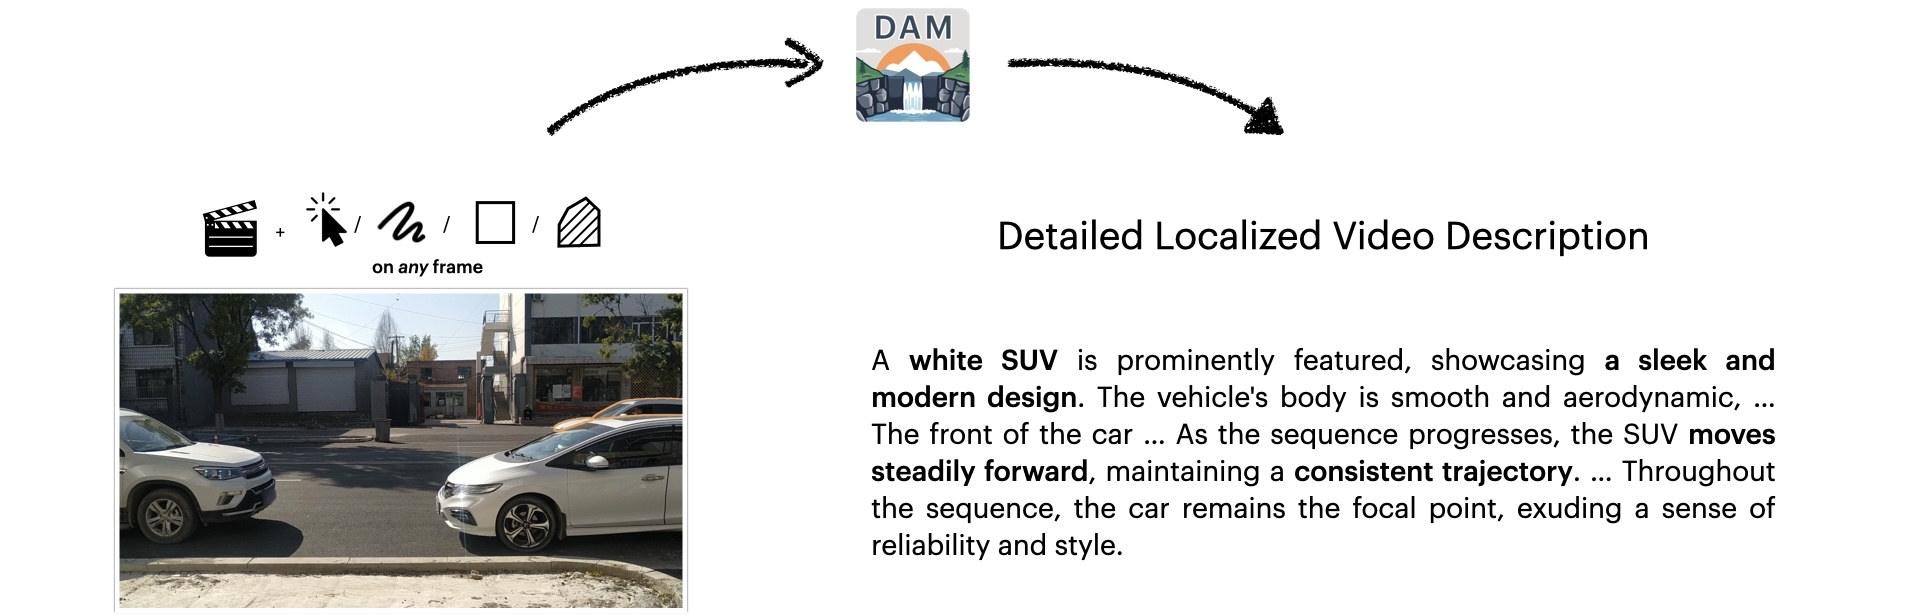 DAM
+ / / /
on any frame
Detailed Localized Video Description
A white SUV is prominently featured, showcasing a sleek and
modern design. The vehicle's body is smooth and aerodynamic, ...
The front of the car ... As the sequence progresses, the SUV moves
steadily forward, maintaining a consistent trajectory. ... Throughout
the sequence, the car remains the focal point, exuding a sense of
reliability and style.